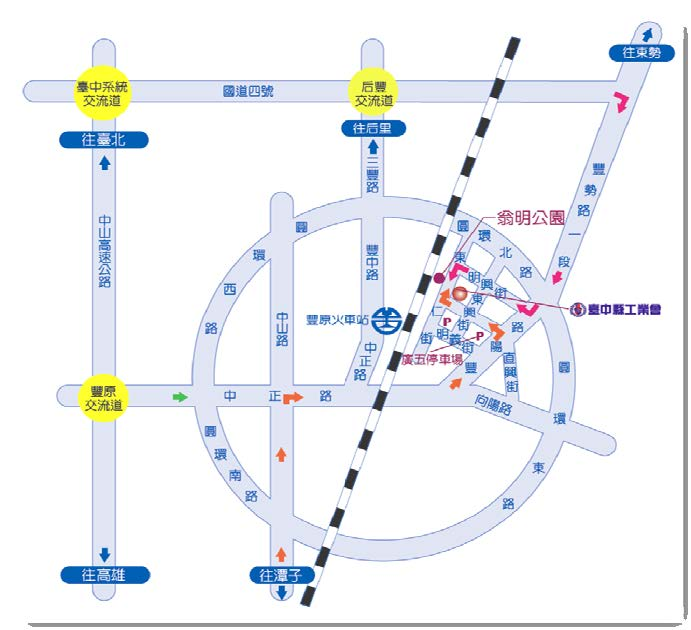 往東勢
臺中系統
交流道
國道四號
后豐
交流道
往臺北
往后里
三豐路
豐勢路一段
中山高速公路
圓環西路
豐中路
圓環北路
翁明公園
東仁街
明興街
東興街
臺中縣工業會
中山路
豐原火車站
中正路
P
明義街
P
廣五停車場
豐陽路
直興街
豐原
交流道
中正路
向陽路
圓環東路
圓環南路
往高雄
往潭子